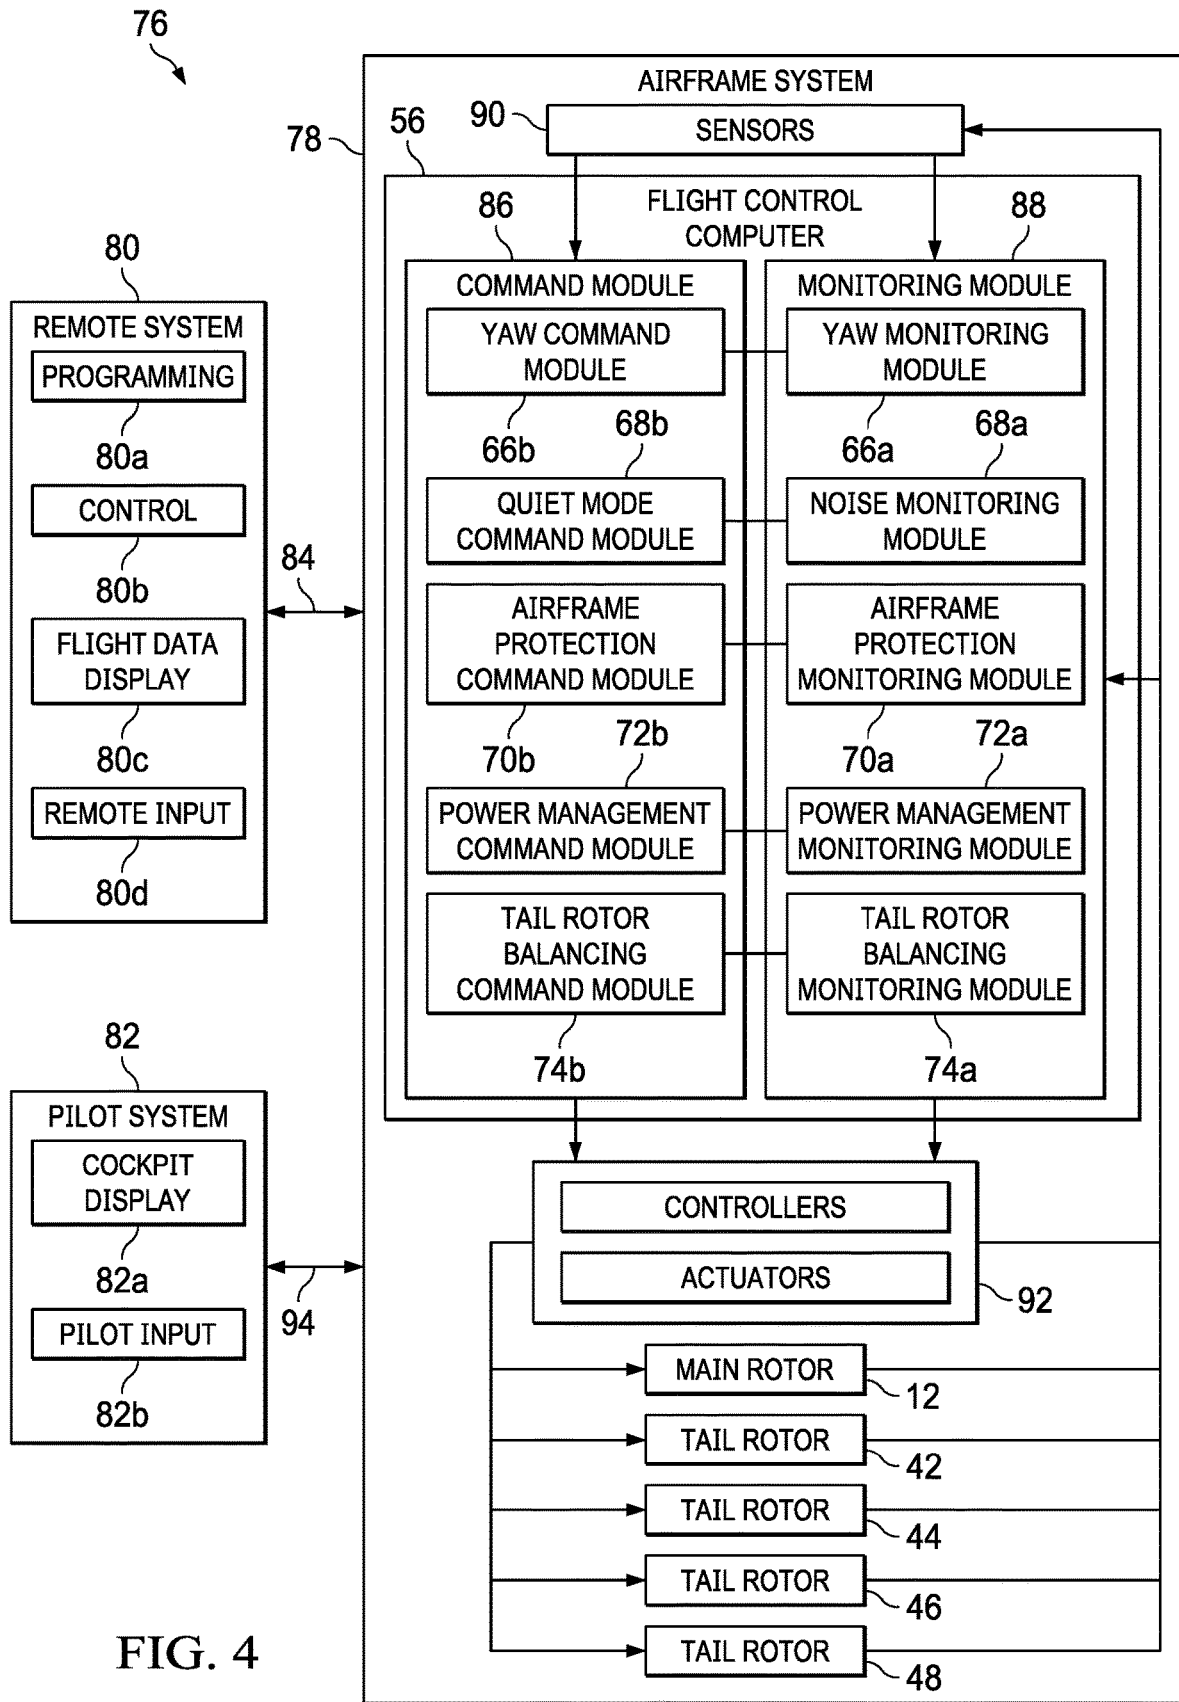 76
AIRFRAME SYSTEM
90
SENSORS
78
56
FLIGHT CONTROL
COMPUTER
86
88
COMMAND MODULE
MONITORING MODULE
YAW COMMAND
MODULE
YAW MONITORING
MODULE
66b
68b
66a
68a
QUIET MODE
COMMAND MODULE
NOISE MONITORING
MODULE
AIRFRAME
PROTECTION
COMMAND MODULE
AIRFRAME
PROTECTION
MONITORING MODULE
70b
72b
70a
72a
POWER MANAGEMENT
COMMAND MODULE
POWER MANAGEMENT
MONITORING MODULE
TAIL ROTOR
BALANCING
COMMAND MODULE
TAIL ROTOR
BALANCING
MONITORING MODULE
74b
74a
80
REMOTE SYSTEM
PROGRAMMING
80a
CONTROL
80b
84
FLIGHT DATA
DISPLAY
80c
REMOTE INPUT
80d
82
PILOT SYSTEM
COCKPIT
DISPLAY
82a
94
PILOT INPUT
82b
CONTROLLERS
ACTUATORS
92
MAIN ROTOR
12
TAIL ROTOR
42
TAIL ROTOR
44
TAIL ROTOR
46
TAIL ROTOR
48
FIG. 4